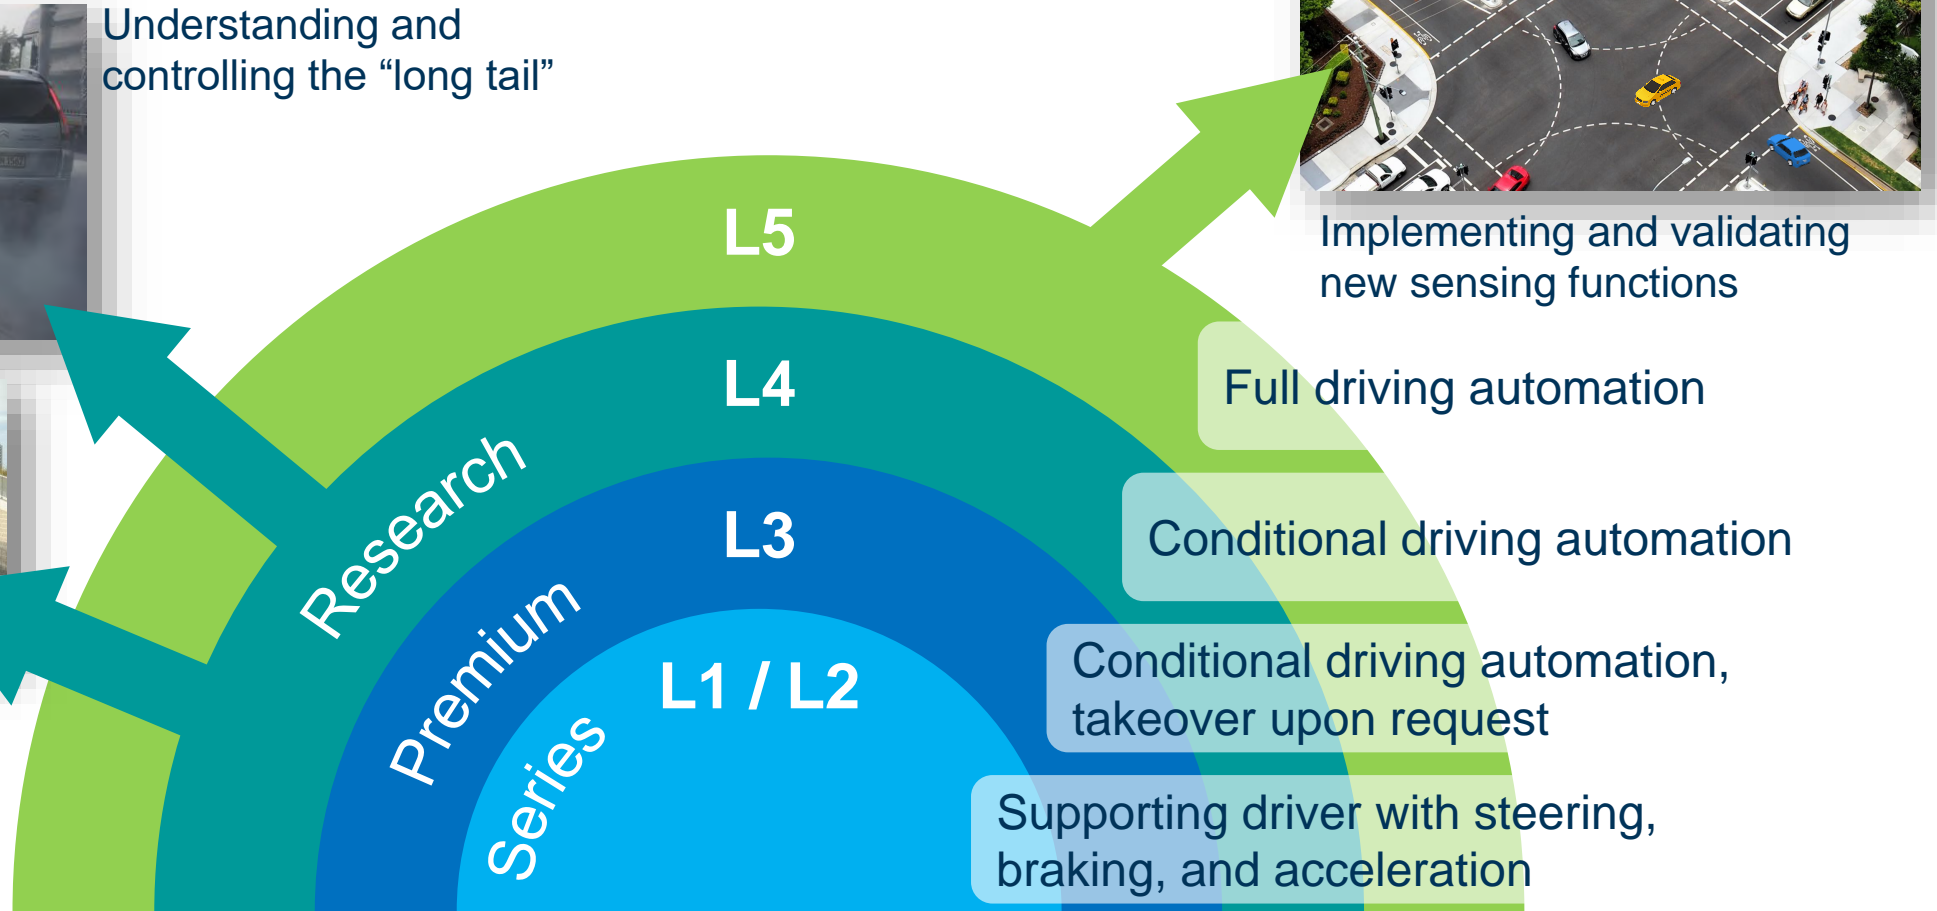 Understanding and
controlling the “long tail”
Implementing and validating
new sensing functions
L5
Full driving automation
L4
Research
Conditional driving automation
L3
Premium
Conditional driving automation,
takeover upon request
L1 / L2
Series
Supporting driver with steering,
braking, and acceleration